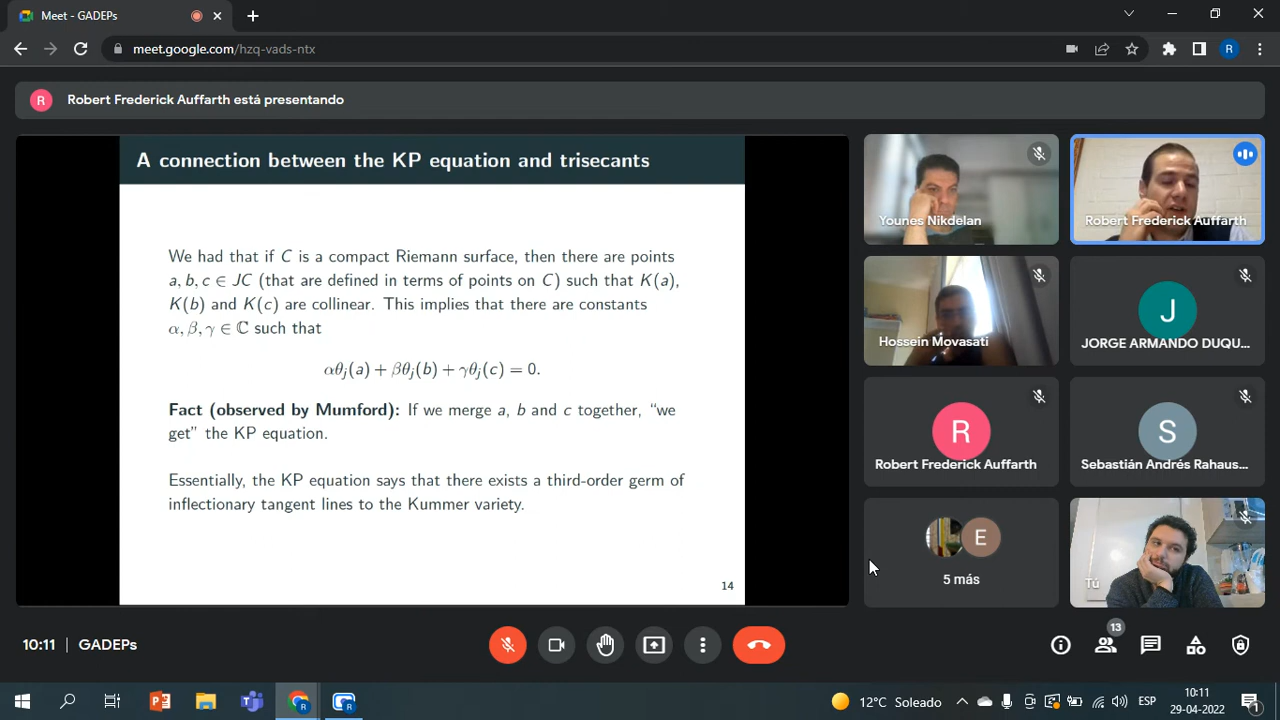 Meet - GADEPs
meet.google.com/hzq-vads-ntx
R
R
Robert Frederick Auffarth está presentando
A connection between the KP equation and trisecants
We had that if C is a compact Riemann surface, then there are points
a, b, c ∈ JC (that are defined in terms of points on C) such that K(a),
K(b) and K(c) are collinear. This implies that there are constants
α, β, γ ∈ ℂ such that
αθj(a) + βθj(b) + γθj(c) = 0.
Fact (observed by Mumford): If we merge a, b and c together, “we
get” the KP equation.
Essentially, the KP equation says that there exists a third-order germ of
inflectionary tangent lines to the Kummer variety.
14
Younes Nikdelan
Robert Frederick Auffarth
Hossein Movasati
J
JORGE ARMANDO DUQU...
R
Robert Frederick Auffarth
S
Sebastián Andrés Rahaus...
E
5 más
Tú
10:11 | GADEPs
13
12°C Soleado
ESP
10:11
29-04-2022
1